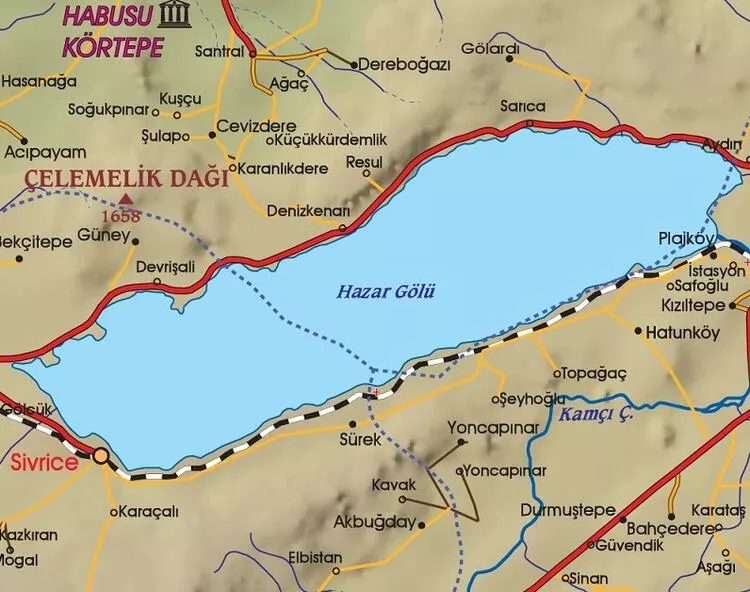 HABUSU
KÖRTEPE
Santral
Gölardı
Dereboğazı
Hasanaga
Ağaç
Kuşçu
Soğukpınar
Sarıca
Cevizdere
Şulap
Küçükkürdemlik
Aydın
Acıpayam
Resul
Karanlıkdere
ÇELEMELİK DAĞI
1658
Denizkenarı
Güney
Bekçitepe
Plajköy
Devrişali
İstasyon
Safoğlu
Hazar Gölü
Kızıltepe
Hatunköy
Topağaç
Şeyhoğlu
Gölcük
Kamçı Ç.
Yoncapınar
Sürek
Sivrice
Yoncapınar
Kavak
Karaçalı
Durmuştepe
Karataş
Akbuğday
Bahçedere
Kazkıran
Güvendik
Mogal
Elbistan
Aşağı
Sinan